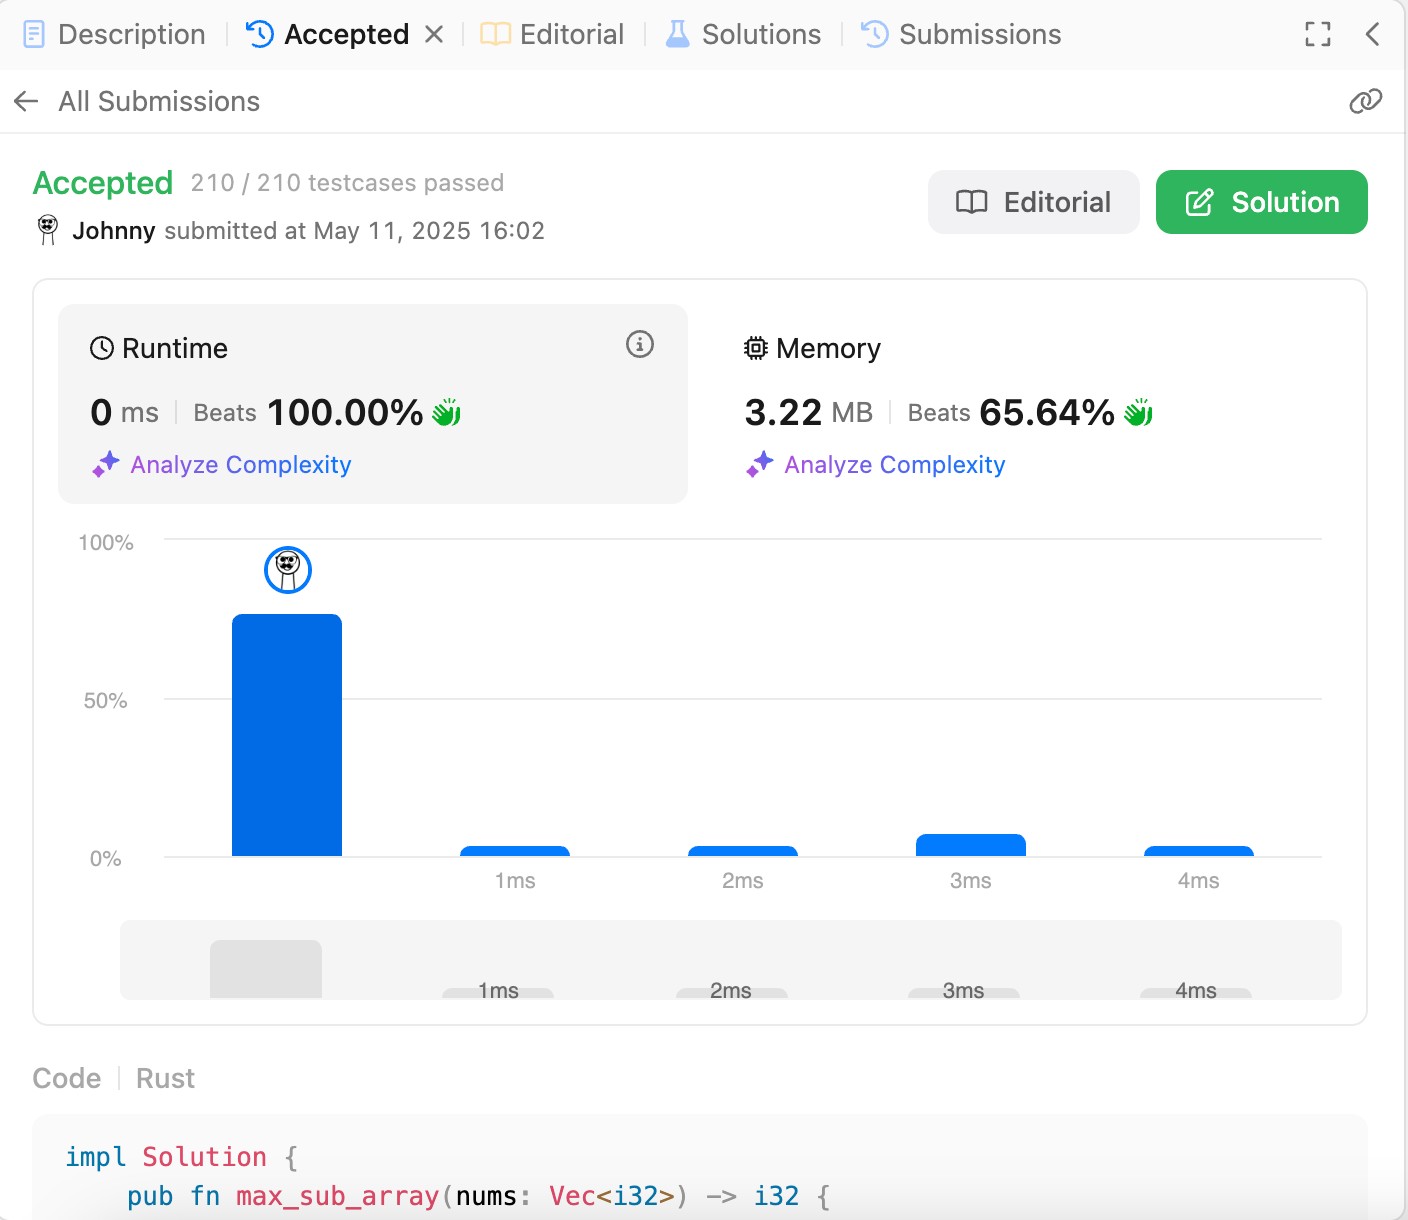 Description Accepted Editorial Solutions Submissions
All Submissions
Accepted 210 / 210 testcases passed
Johnny submitted at May 11, 2025 16:02
Editorial Solution
Runtime
0 ms Beats 100.00%
Analyze Complexity
Memory
3.22 MB Beats 65.64%
Analyze Complexity
100%
50%
0%
1ms 2ms 3ms 4ms
1ms 2ms 3ms 4ms
Code Rust
impl Solution {
    pub fn max_sub_array(nums: Vec<i32>) -> i32 {